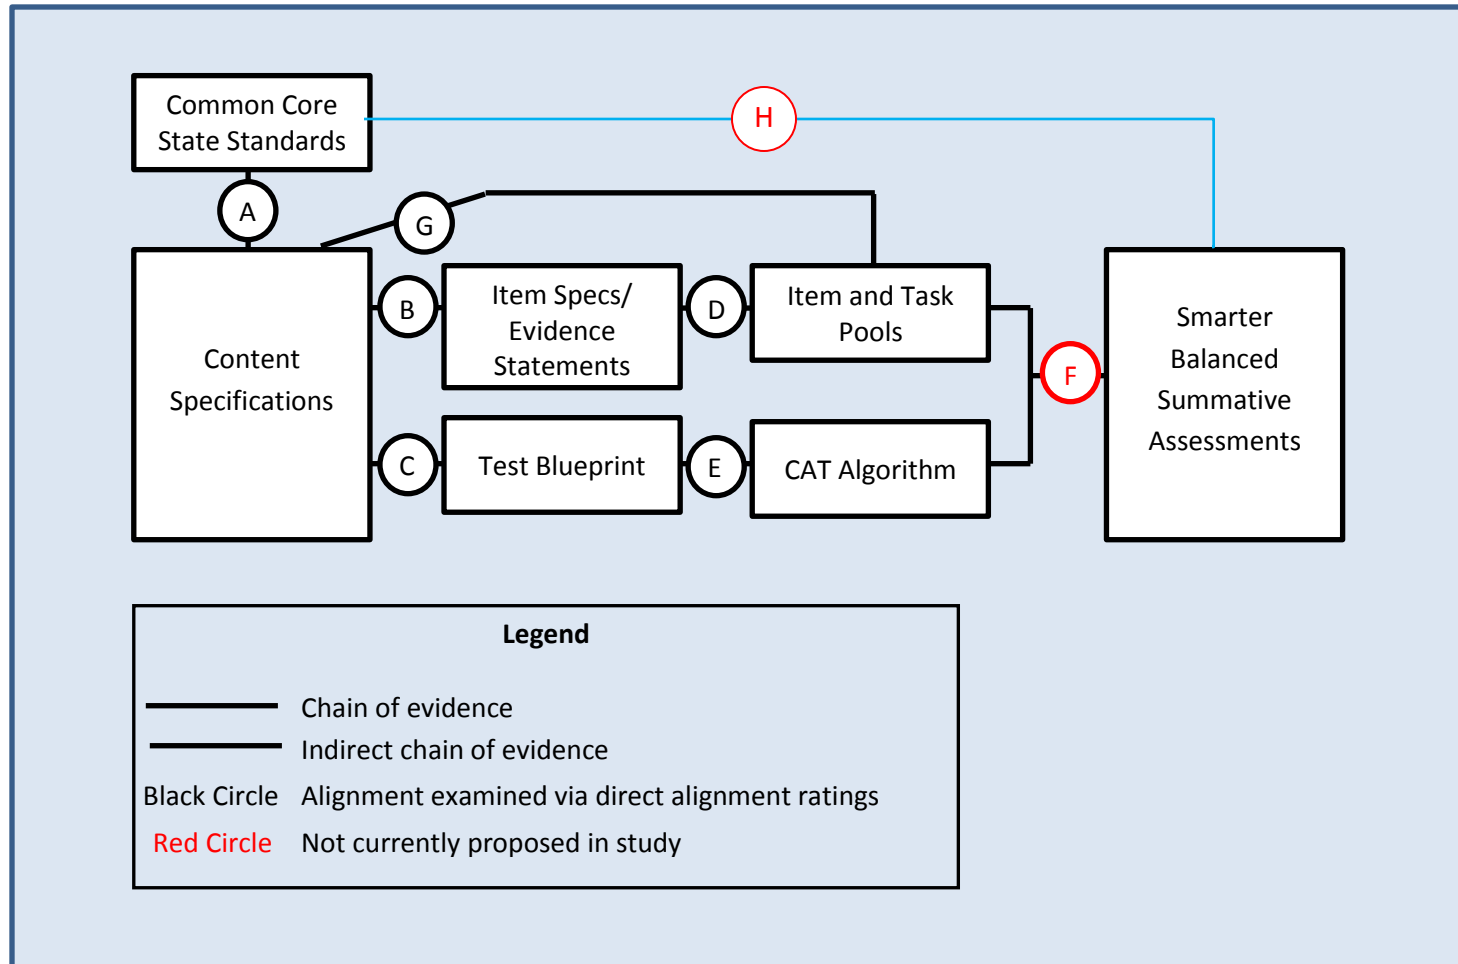 Common Core
State Standards
H
A
G
Content
Specifications
B
Item Specs/
Evidence
Statements
D
Item and Task
Pools
C
Test Blueprint
E
CAT Algorithm
F
Smarter
Balanced
Summative
Assessments
Legend
Chain of evidence
Indirect chain of evidence
Black Circle Alignment examined via direct alignment ratings
Red Circle Not currently proposed in study